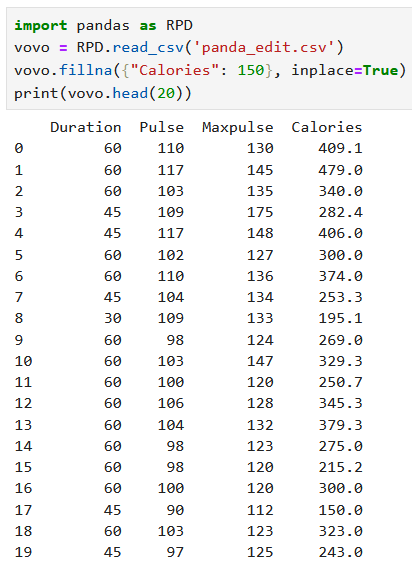 import pandas as RPD
vovo = RPD.read_csv('panda_edit.csv')
vovo.fillna({"Calories": 150}, inplace=True)
print(vovo.head(20))
Duration Pulse Maxpulse Calories
0 60 110 130 409.1
1 60 117 145 479.0
2 60 103 135 340.0
3 45 109 175 282.4
4 45 117 148 406.0
5 60 102 127 300.0
6 60 110 136 374.0
7 45 104 134 253.3
8 30 109 133 195.1
9 60 98 124 269.0
10 60 103 147 329.3
11 60 100 120 250.7
12 60 106 128 345.3
13 60 104 132 379.3
14 60 98 123 275.0
15 60 98 120 215.2
16 60 100 120 300.0
17 45 90 112 150.0
18 60 103 123 323.0
19 45 97 125 243.0